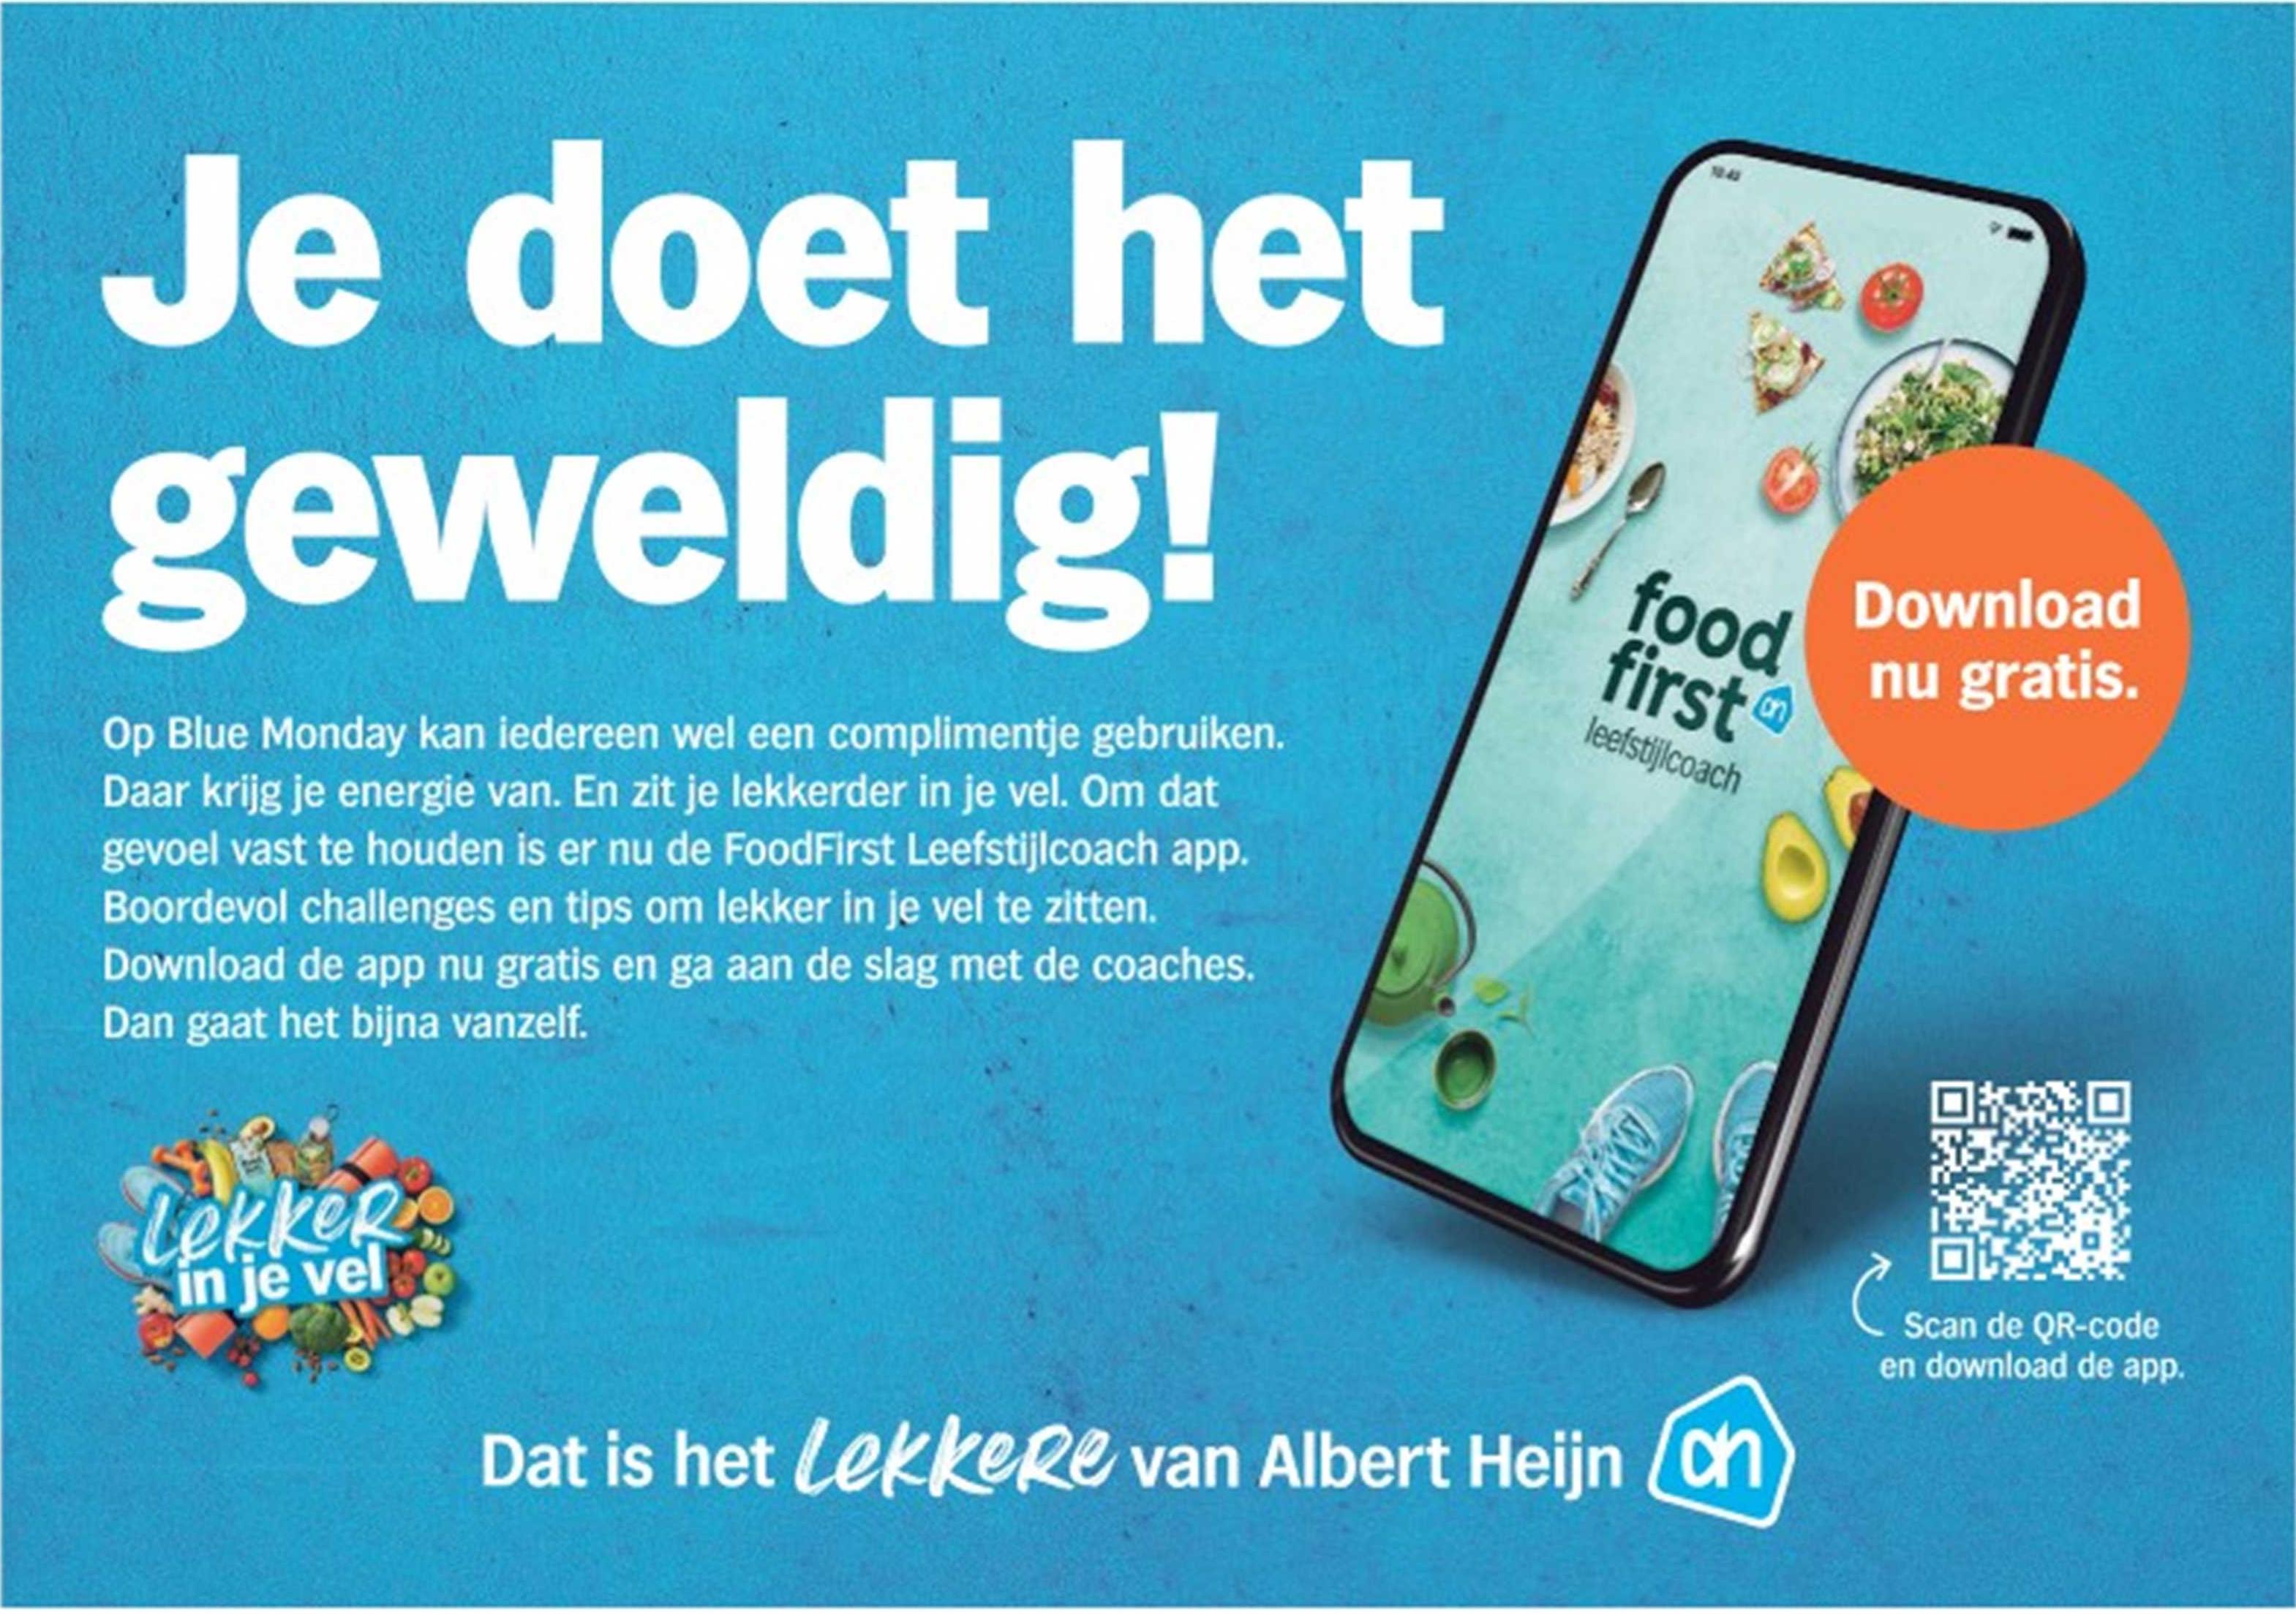 Je doet het
geweldig!
Op Blue Monday kan iedereen wel een complimentje gebruiken.
Daar krijg je energie van. En zit je lekkerder in je vel. Om dat
gevoel vast te houden is er nu de FoodFirst Leefstijlcoach app.
Boordevol challenges en tips om lekker in je vel te zitten.
Download de app nu gratis en ga aan de slag met de coaches.
Dan gaat het bijna vanzelf.
10:43
food
first ah
leefstijlcoach
Download
nu gratis.
Lekker
in je vel
Scan de QR-code
en download de app.
Dat is het Lekkere van Albert Heijn ah